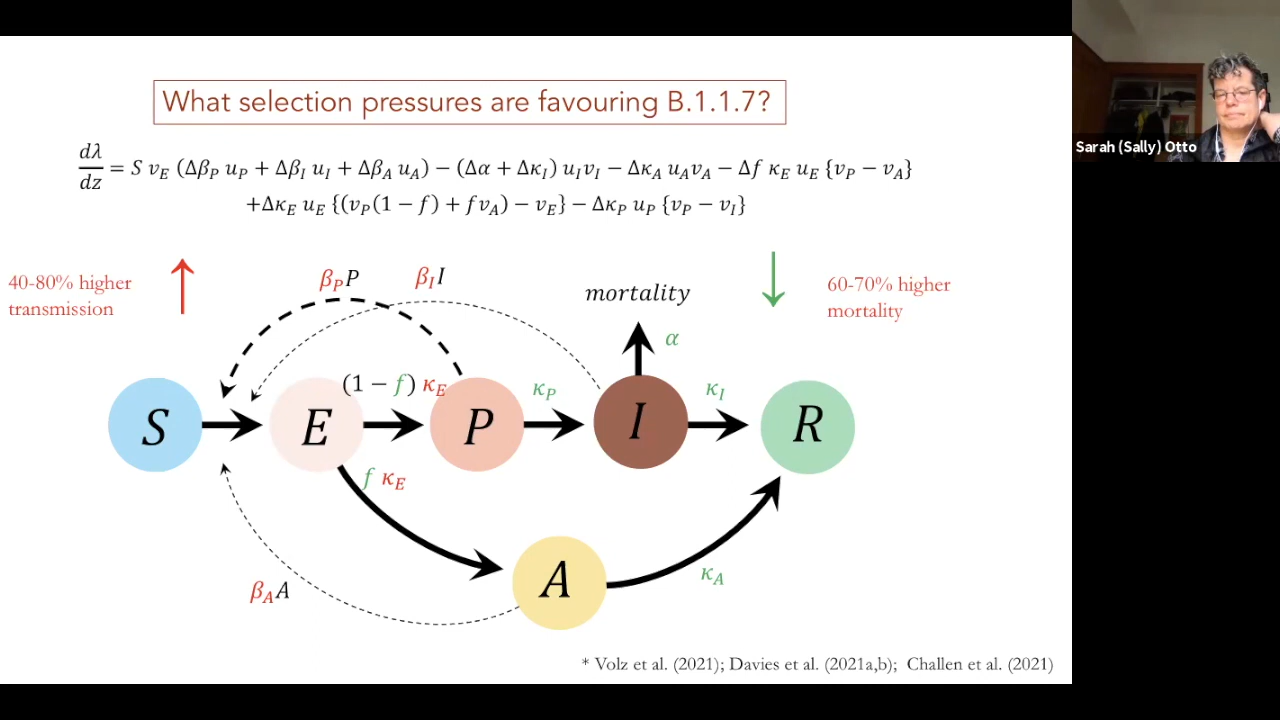 What selection pressures are favouring B.1.1.7?
dλ/dz = S v_E (Δβ_P u_P + Δβ_I u_I + Δβ_A u_A) − (Δα + Δκ_I) u_I v_I − Δκ_A u_A v_A − Δf κ_E u_E {v_P − v_A}
+Δκ_E u_E {(v_P(1 − f) + f v_A) − v_E} − Δκ_P u_P {v_P − v_I}
Sarah (Sally) Otto
40-80% higher
transmission
↑
β_P P
β_I I
mortality
↓
60-70% higher
mortality
α
(1 − f) κ_E
κ_P
κ_I
S
E
P
I
R
f κ_E
A
κ_A
β_A A
* Volz et al. (2021); Davies et al. (2021a,b); Challen et al. (2021)